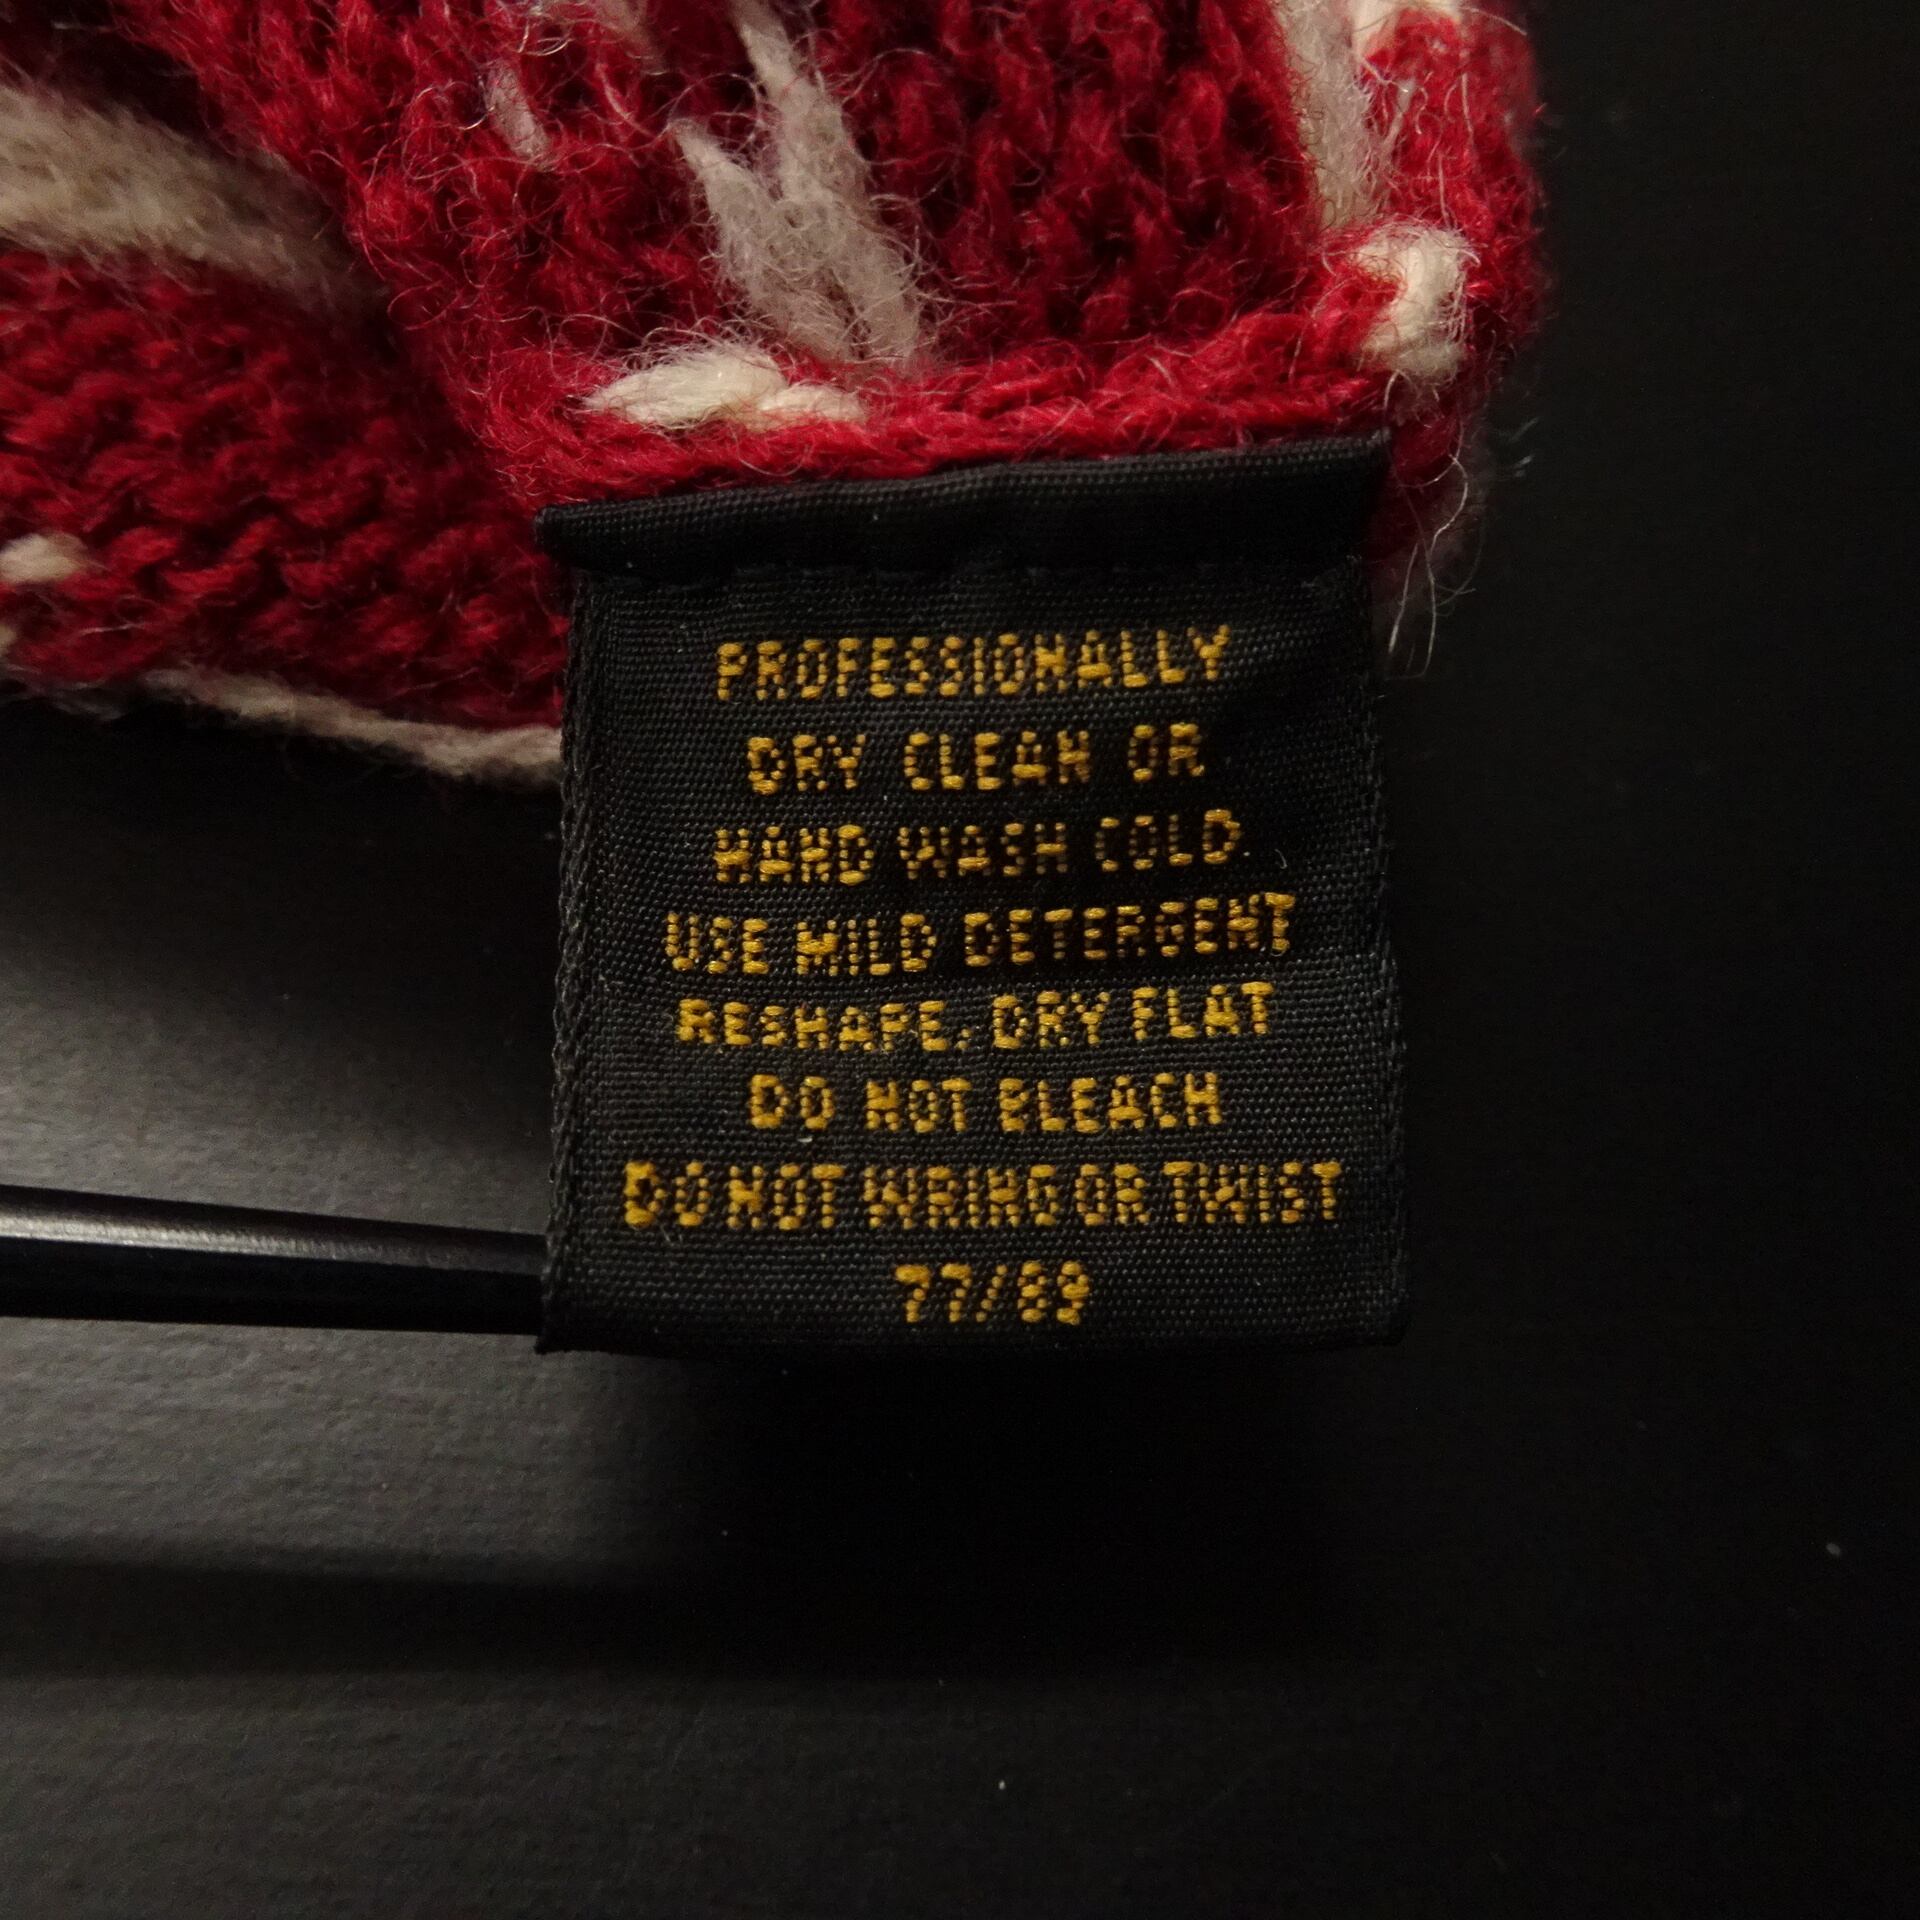 PROFESSIONALLY
DRY CLEAN OR
HAND WASH COLD.
USE MILD DETERGENT
RESHAPE, DRY FLAT
DO NOT BLEACH
DO NOT WRING OR TWIST
77/89